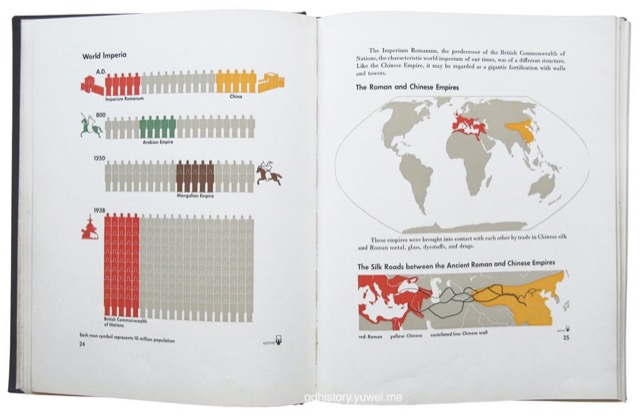 World Imperia
A.D.
Imperium Romanum
China
800
Arabian Empire
1250
Mongolian Empire
1938
British Commonwealth
of Nations
Each man symbol represents 10 million population
24
The Imperium Romanum, the predecessor of the British Commonwealth of
Nations, the characteristic world imperium of our times, was of a different structure.
Like the Chinese Empire, it may be regarded as a gigantic fortification with walls
and towers.
The Roman and Chinese Empires
These empires were brought into contact with each other by trade in Chinese silk
and Roman metal, glass, dyestuffs, and drugs.
The Silk Roads between the Ancient Roman and Chinese Empires
red: Roman yellow: Chinese castellated line: Chinese wall
25
qghistory.yuwei.me